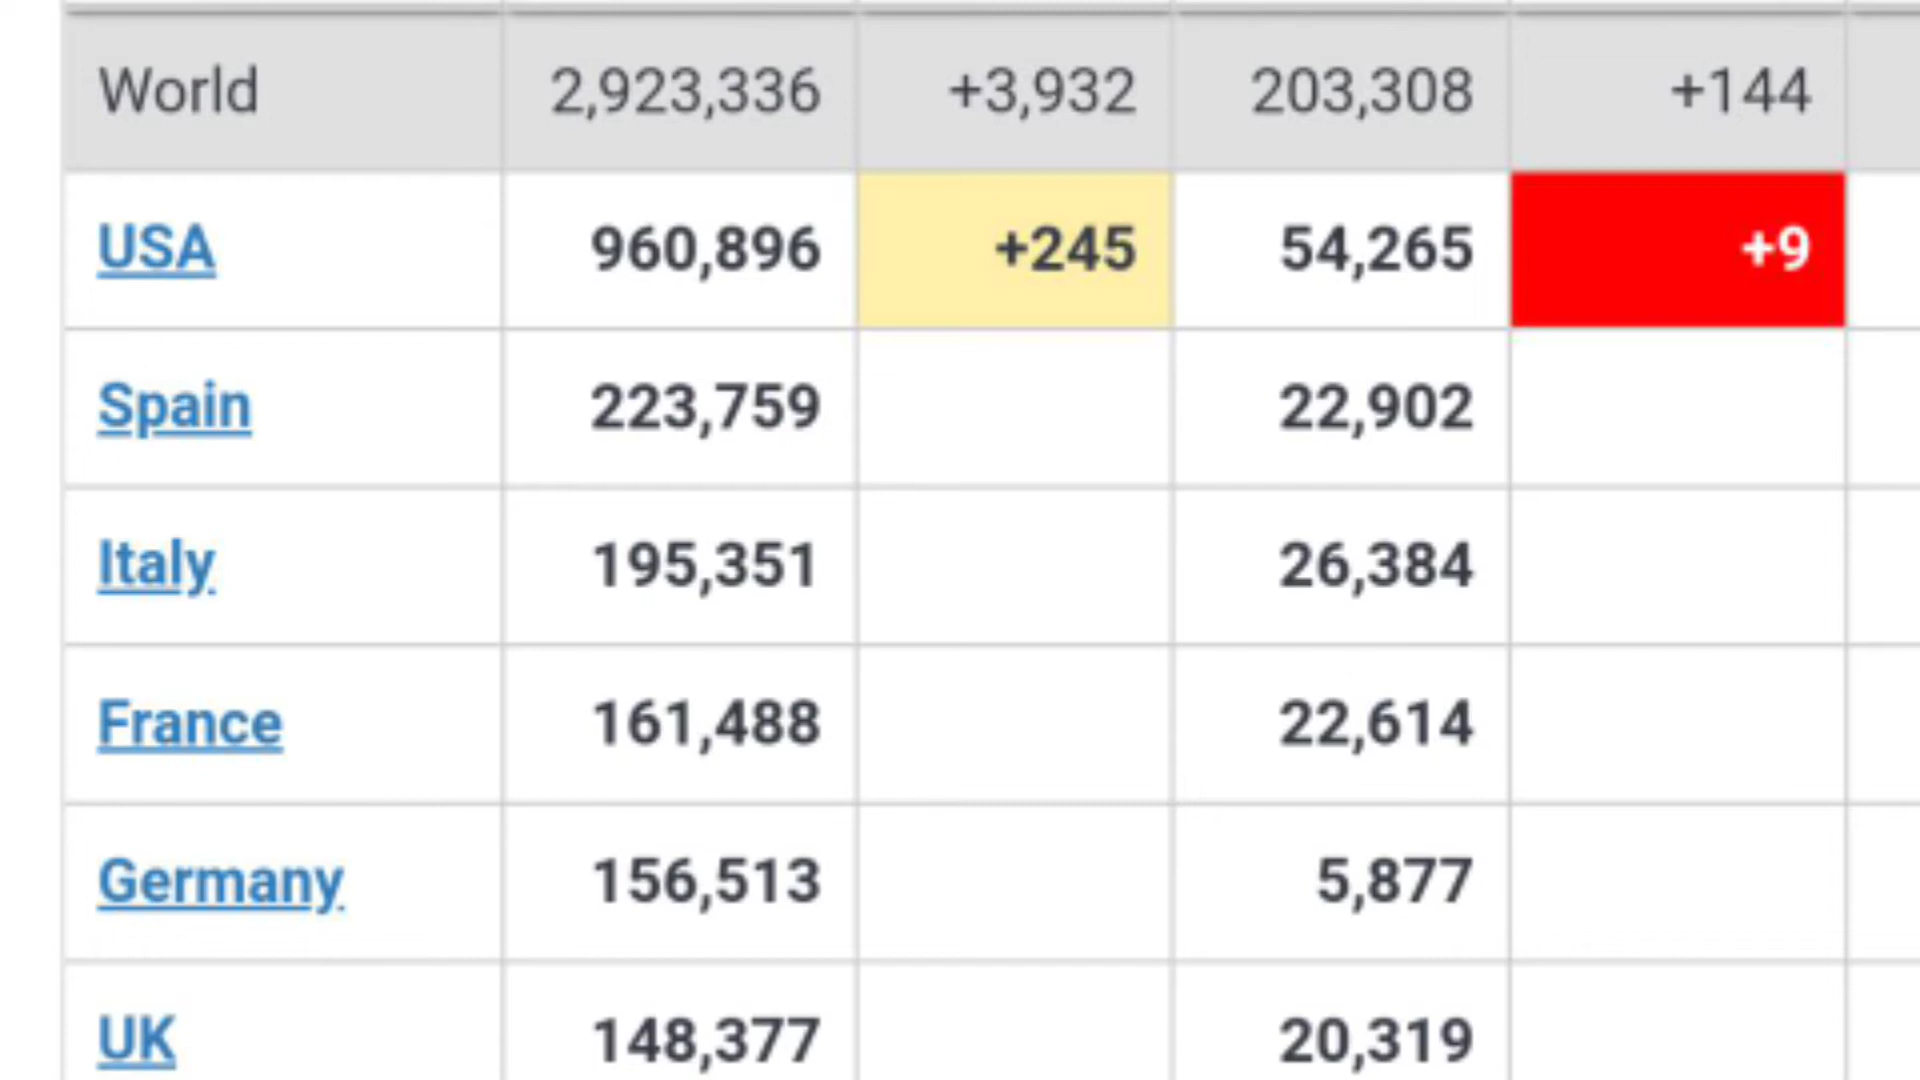 World 2,923,336 +3,932 203,308 +144
USA 960,896 +245 54,265 +9
Spain 223,759 22,902
Italy 195,351 26,384
France 161,488 22,614
Germany 156,513 5,877
UK 148,377 20,319